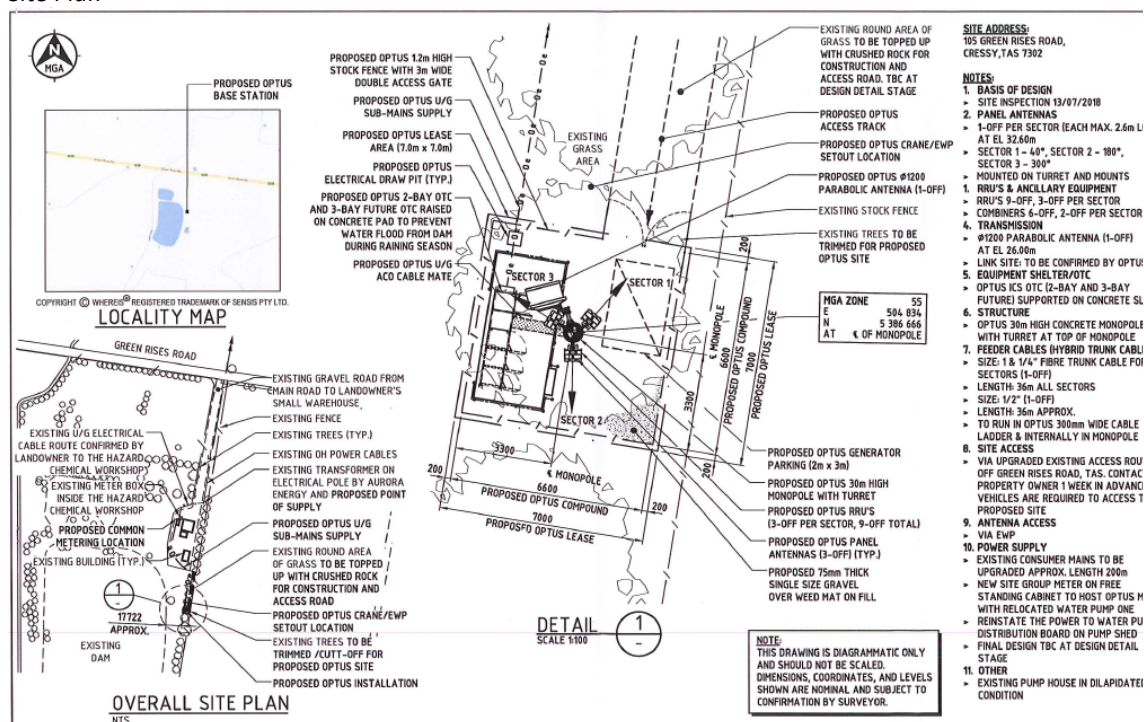 Site Plan
N
MGA
PROPOSED OPTUS
BASE STATION
COPYRIGHT © WHEREIS® REGISTERED TRADEMARK OF SENSIS PTY LTD.
LOCALITY MAP
GREEN RISES ROAD
EXISTING U/G ELECTRICAL
CABLE ROUTE CONFIRMED BY
LANDOWNER TO THE HAZARD
CHEMICAL WORKSHOP
EXISTING METER BOX
INSIDE THE HAZARD
CHEMICAL WORKSHOP
PROPOSED COMMON
METERING LOCATION
EXISTING BUILDING (TYP.)
1
-
17722
APPROX.
EXISTING
DAM
EXISTING GRAVEL ROAD FROM
MAIN ROAD TO LANDOWNER'S
SMALL WAREHOUSE
EXISTING FENCE
EXISTING TREES (TYP.)
EXISTING OH POWER CABLES
EXISTING TRANSFORMER ON
ELECTRICAL POLE BY AURORA
ENERGY AND PROPOSED POINT
OF SUPPLY
PROPOSED OPTUS U/G
SUB-MAINS SUPPLY
EXISTING ROUND AREA
OF GRASS TO BE TOPPED
UP WITH CRUSHED ROCK
FOR CONSTRUCTION AND
ACCESS ROAD
PROPOSED OPTUS CRANE/EWP
SETOUT LOCATION
EXISTING TREES TO BE
TRIMMED /CUTT-OFF FOR
PROPOSED OPTUS SITE
PROPOSED OPTUS INSTALLATION
OVERALL SITE PLAN
NTS
PROPOSED OPTUS 1.2m HIGH
STOCK FENCE WITH 3m WIDE
DOUBLE ACCESS GATE
PROPOSED OPTUS U/G
SUB-MAINS SUPPLY
PROPOSED OPTUS LEASE
AREA (7.0m x 7.0m)
PROPOSED OPTUS
ELECTRICAL DRAW PIT (TYP.)
PROPOSED OPTUS 2-BAY OTC
AND 3-BAY FUTURE OTC RAISED
ON CONCRETE PAD TO PREVENT
WATER FLOOD FROM DAM
DURING RAINING SEASON
PROPOSED OPTUS U/G
ACO CABLE MATE
EXISTING
GRASS
AREA
SECTOR 3
SECTOR 1
SECTOR 2
3300
℄ MONOPOLE
200
6600
200
PROPOSED OPTUS COMPOUND
7000
PROPOSED OPTUS LEASE
200
℄ MONOPOLE
6600
PROPOSED OPTUS COMPOUND
7000
PROPOSED OPTUS LEASE
3300
200
EXISTING ROUND AREA OF
GRASS TO BE TOPPED UP
WITH CRUSHED ROCK FOR
CONSTRUCTION AND
ACCESS ROAD. TBC AT
DESIGN DETAIL STAGE
PROPOSED OPTUS
ACCESS TRACK
PROPOSED OPTUS CRANE/EWP
SETOUT LOCATION
PROPOSED OPTUS Ø1200
PARABOLIC ANTENNA (1-OFF)
EXISTING STOCK FENCE
EXISTING TREES TO BE
TRIMMED FOR PROPOSED
OPTUS SITE
MGA ZONE 55
E 504 834
N 5 386 666
AT ℄ OF MONOPOLE
PROPOSED OPTUS GENERATOR
PARKING (2m x 3m)
PROPOSED OPTUS 30m HIGH
MONOPOLE WITH TURRET
PROPOSED OPTUS RRU'S
(3-OFF PER SECTOR, 9-OFF TOTAL)
PROPOSED OPTUS PANEL
ANTENNAS (3-OFF) (TYP.)
PROPOSED 75mm THICK
SINGLE SIZE GRAVEL
OVER WEED MAT ON FILL
DETAIL
SCALE 1:100
1
-
NOTE:
THIS DRAWING IS DIAGRAMMATIC ONLY
AND SHOULD NOT BE SCALED.
DIMENSIONS, COORDINATES, AND LEVELS
SHOWN ARE NOMINAL AND SUBJECT TO
CONFIRMATION BY SURVEYOR.
SITE ADDRESS:
105 GREEN RISES ROAD,
CRESSY, TAS 7302
NOTES:
1. BASIS OF DESIGN
➢ SITE INSPECTION 13/07/2018
2. PANEL ANTENNAS
➢ 1-OFF PER SECTOR (EACH MAX. 2.6m L
AT EL 32.60m
➢ SECTOR 1 - 40°, SECTOR 2 - 180°,
SECTOR 3 - 300°
➢ MOUNTED ON TURRET AND MOUNTS
1. RRU'S & ANCILLARY EQUIPMENT
➢ RRU'S 9-OFF, 3-OFF PER SECTOR
➢ COMBINERS 6-OFF, 2-OFF PER SECTOR
4. TRANSMISSION
➢ Ø1200 PARABOLIC ANTENNA (1-OFF)
AT EL 26.00m
➢ LINK SITE: TO BE CONFIRMED BY OPTUS
5. EQUIPMENT SHELTER/OTC
➢ OPTUS ICS OTC (2-BAY AND 3-BAY
FUTURE) SUPPORTED ON CONCRETE SL
6. STRUCTURE
➢ OPTUS 30m HIGH CONCRETE MONOPOLE
WITH TURRET AT TOP OF MONOPOLE
7. FEEDER CABLES (HYBRID TRUNK CABLE
➢ SIZE: 1 & 1/4" FIBRE TRUNK CABLE FOR
SECTORS (1-OFF)
➢ LENGTH: 36m ALL SECTORS
➢ SIZE: 1/2" (1-OFF)
➢ LENGTH: 36m APPROX.
➢ TO RUN IN OPTUS 300mm WIDE CABLE
LADDER & INTERNALLY IN MONOPOLE
8. SITE ACCESS
➢ VIA UPGRADED EXISTING ACCESS ROU
OFF GREEN RISES ROAD, TAS. CONTAC
PROPERTY OWNER 1 WEEK IN ADVANC
VEHICLES ARE REQUIRED TO ACCESS T
PROPOSED SITE
9. ANTENNA ACCESS
➢ VIA EWP
10. POWER SUPPLY
➢ EXISTING CONSUMER MAINS TO BE
UPGRADED APPROX. LENGTH 200m
➢ NEW SITE GROUP METER ON FREE
STANDING CABINET TO HOST OPTUS M
WITH RELOCATED WATER PUMP ONE
➢ REINSTATE THE POWER TO WATER PU
DISTRIBUTION BOARD ON PUMP SHED
➢ FINAL DESIGN TBC AT DESIGN DETAIL
STAGE
11. OTHER
➢ EXISTING PUMP HOUSE IN DILAPIDATED
CONDITION